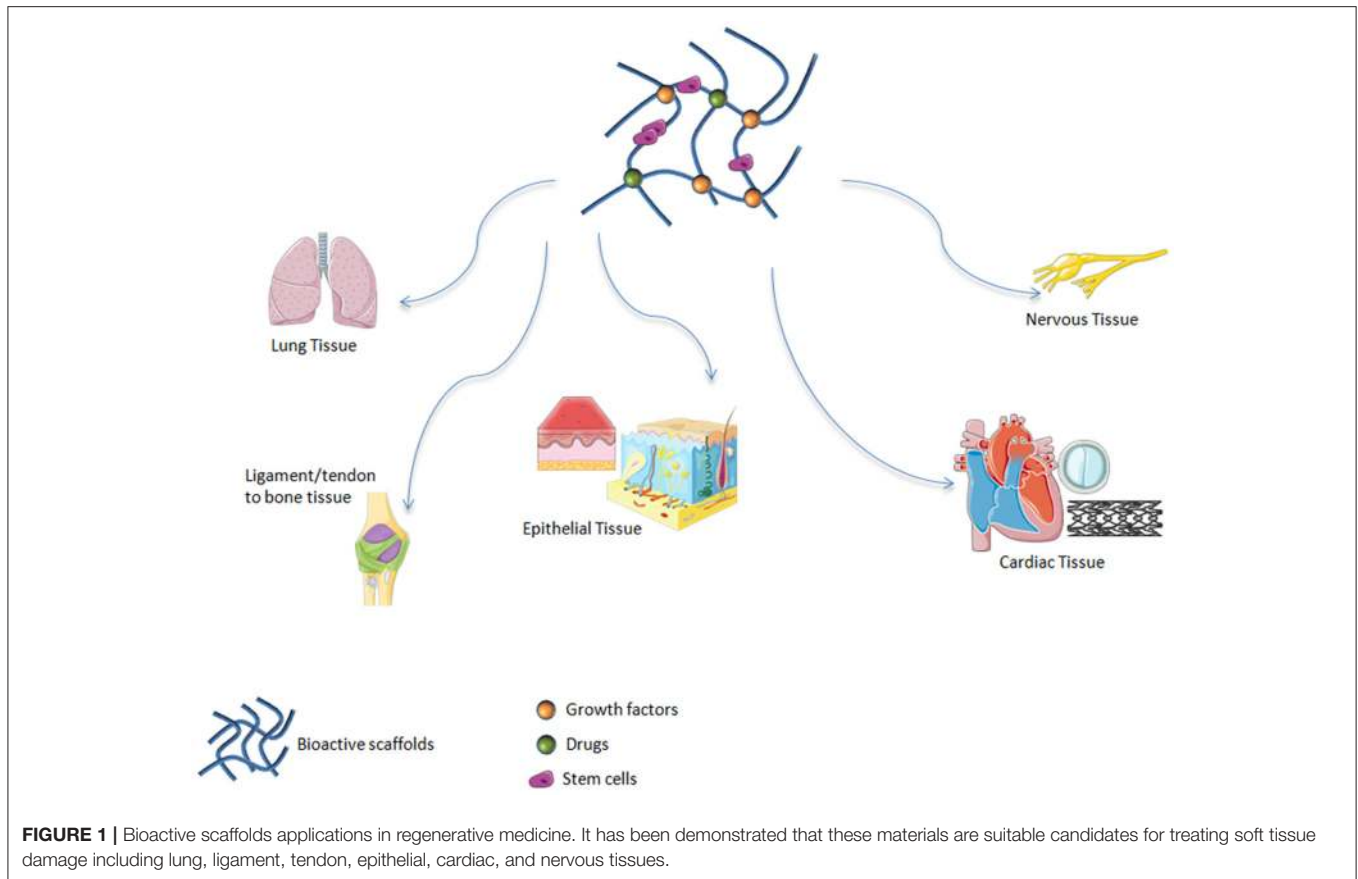 Lung Tissue
Nervous Tissue
Ligament/tendon
to bone tissue
Epithelial Tissue
Cardiac Tissue
Bioactive scaffolds
Growth factors
Drugs
Stem cells
FIGURE 1 | Bioactive scaffolds applications in regenerative medicine. It has been demonstrated that these materials are suitable candidates for treating soft tissue
damage including lung, ligament, tendon, epithelial, cardiac, and nervous tissues.